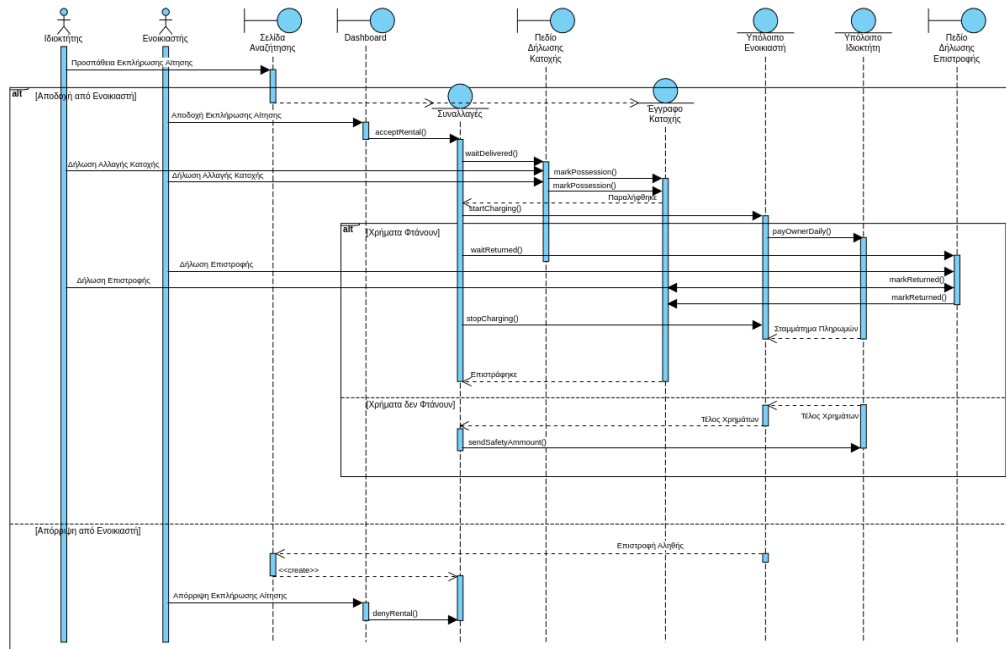 Ιδιοκτήτης
Ενοικιαστής
Σελίδα
Αναζήτησης
Dashboard
Πεδίο
Δήλωσης
Κατοχής
Υπόλοιπο
Ενοικιαστή
Υπόλοιπο
Ιδιοκτήτη
Πεδίο
Δήλωσης
Επιστροφής
Προσπάθεια Εκπλήρωσης Αίτησης
alt
[Αποδοχή από Ενοικιαστή]
Συναλλαγές
Έγγραφο
Κατοχής
Αποδοχή Εκπλήρωσης Αίτησης
acceptRental()
waitDelivered()
Δήλωση Αλλαγής Κατοχής
Δήλωση Αλλαγής Κατοχής
markPossession()
markPossession()
Παραλήφθηκε
startCharging()
alt
[Χρήματα Φτάνουν]
payOwnerDaily()
waitReturned()
Δήλωση Επιστροφής
Δήλωση Επιστροφής
markReturned()
markReturned()
stopCharging()
Σταμμάτημα Πληρωμών
Επιστράφηκε
[Χρήματα δεν Φτάνουν]
Τέλος Χρημάτων
Τέλος Χρημάτων
sendSafetyAmmount()
[Απόρριψη από Ενοικιαστή]
Επιστροφή Αληθής
<<create>>
Απόρριψη Εκπλήρωσης Αίτησης
denyRental()